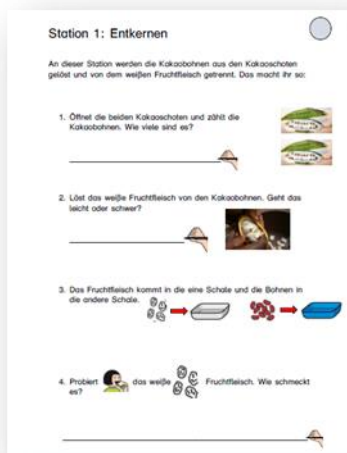 Station 1: Entkernen
An dieser Station werden die Kakaobohnen aus den Kakaoschoten
gelöst und von dem weißen Fruchtfleisch getrennt. Das macht ihr so:
1. Öffnet die beiden Kakaoschoten und zählt die
Kakaobohnen. Wie viele sind es?
2. Löst das weiße Fruchtfleisch von den Kakaobohnen. Geht das
leicht oder schwer?
3. Das Fruchtfleisch kommt in die eine Schale und die Bohnen in
die andere Schale.
4. Probiert das weiße Fruchtfleisch. Wie schmeckt
es?